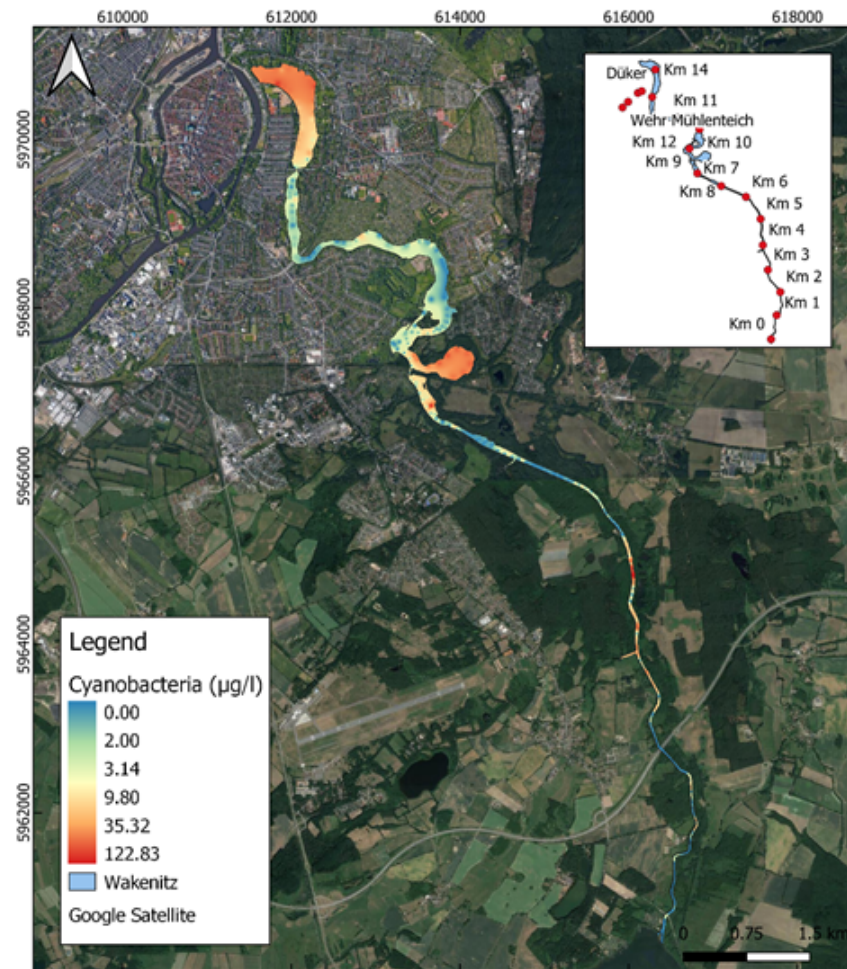 610000
612000
614000
616000
618000
5970000
5968000
5966000
5964000
5962000
Düker
Km 14
Km 11
Wehr Mühlenteich
Km 12
Km 10
Km 9
Km 7
Km 8
Km 6
Km 5
Km 4
Km 3
Km 2
Km 1
Km 0
Legend
Cyanobacteria (µg/l)
0.00
2.00
3.14
9.80
35.32
122.83
Wakenitz
Google Satellite
0 0.75 1.5 km